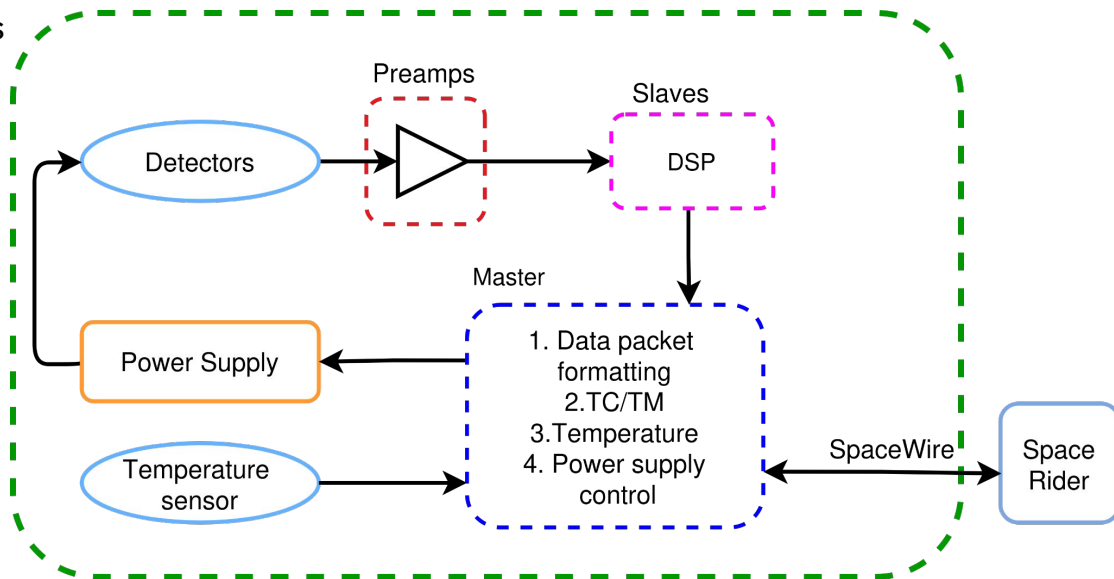 s
Preamps
Slaves
Detectors
DSP
Master
Power Supply
1. Data packet
formatting
2.TC/TM
3.Temperature
4. Power supply
control
Temperature
sensor
SpaceWire
Space
Rider